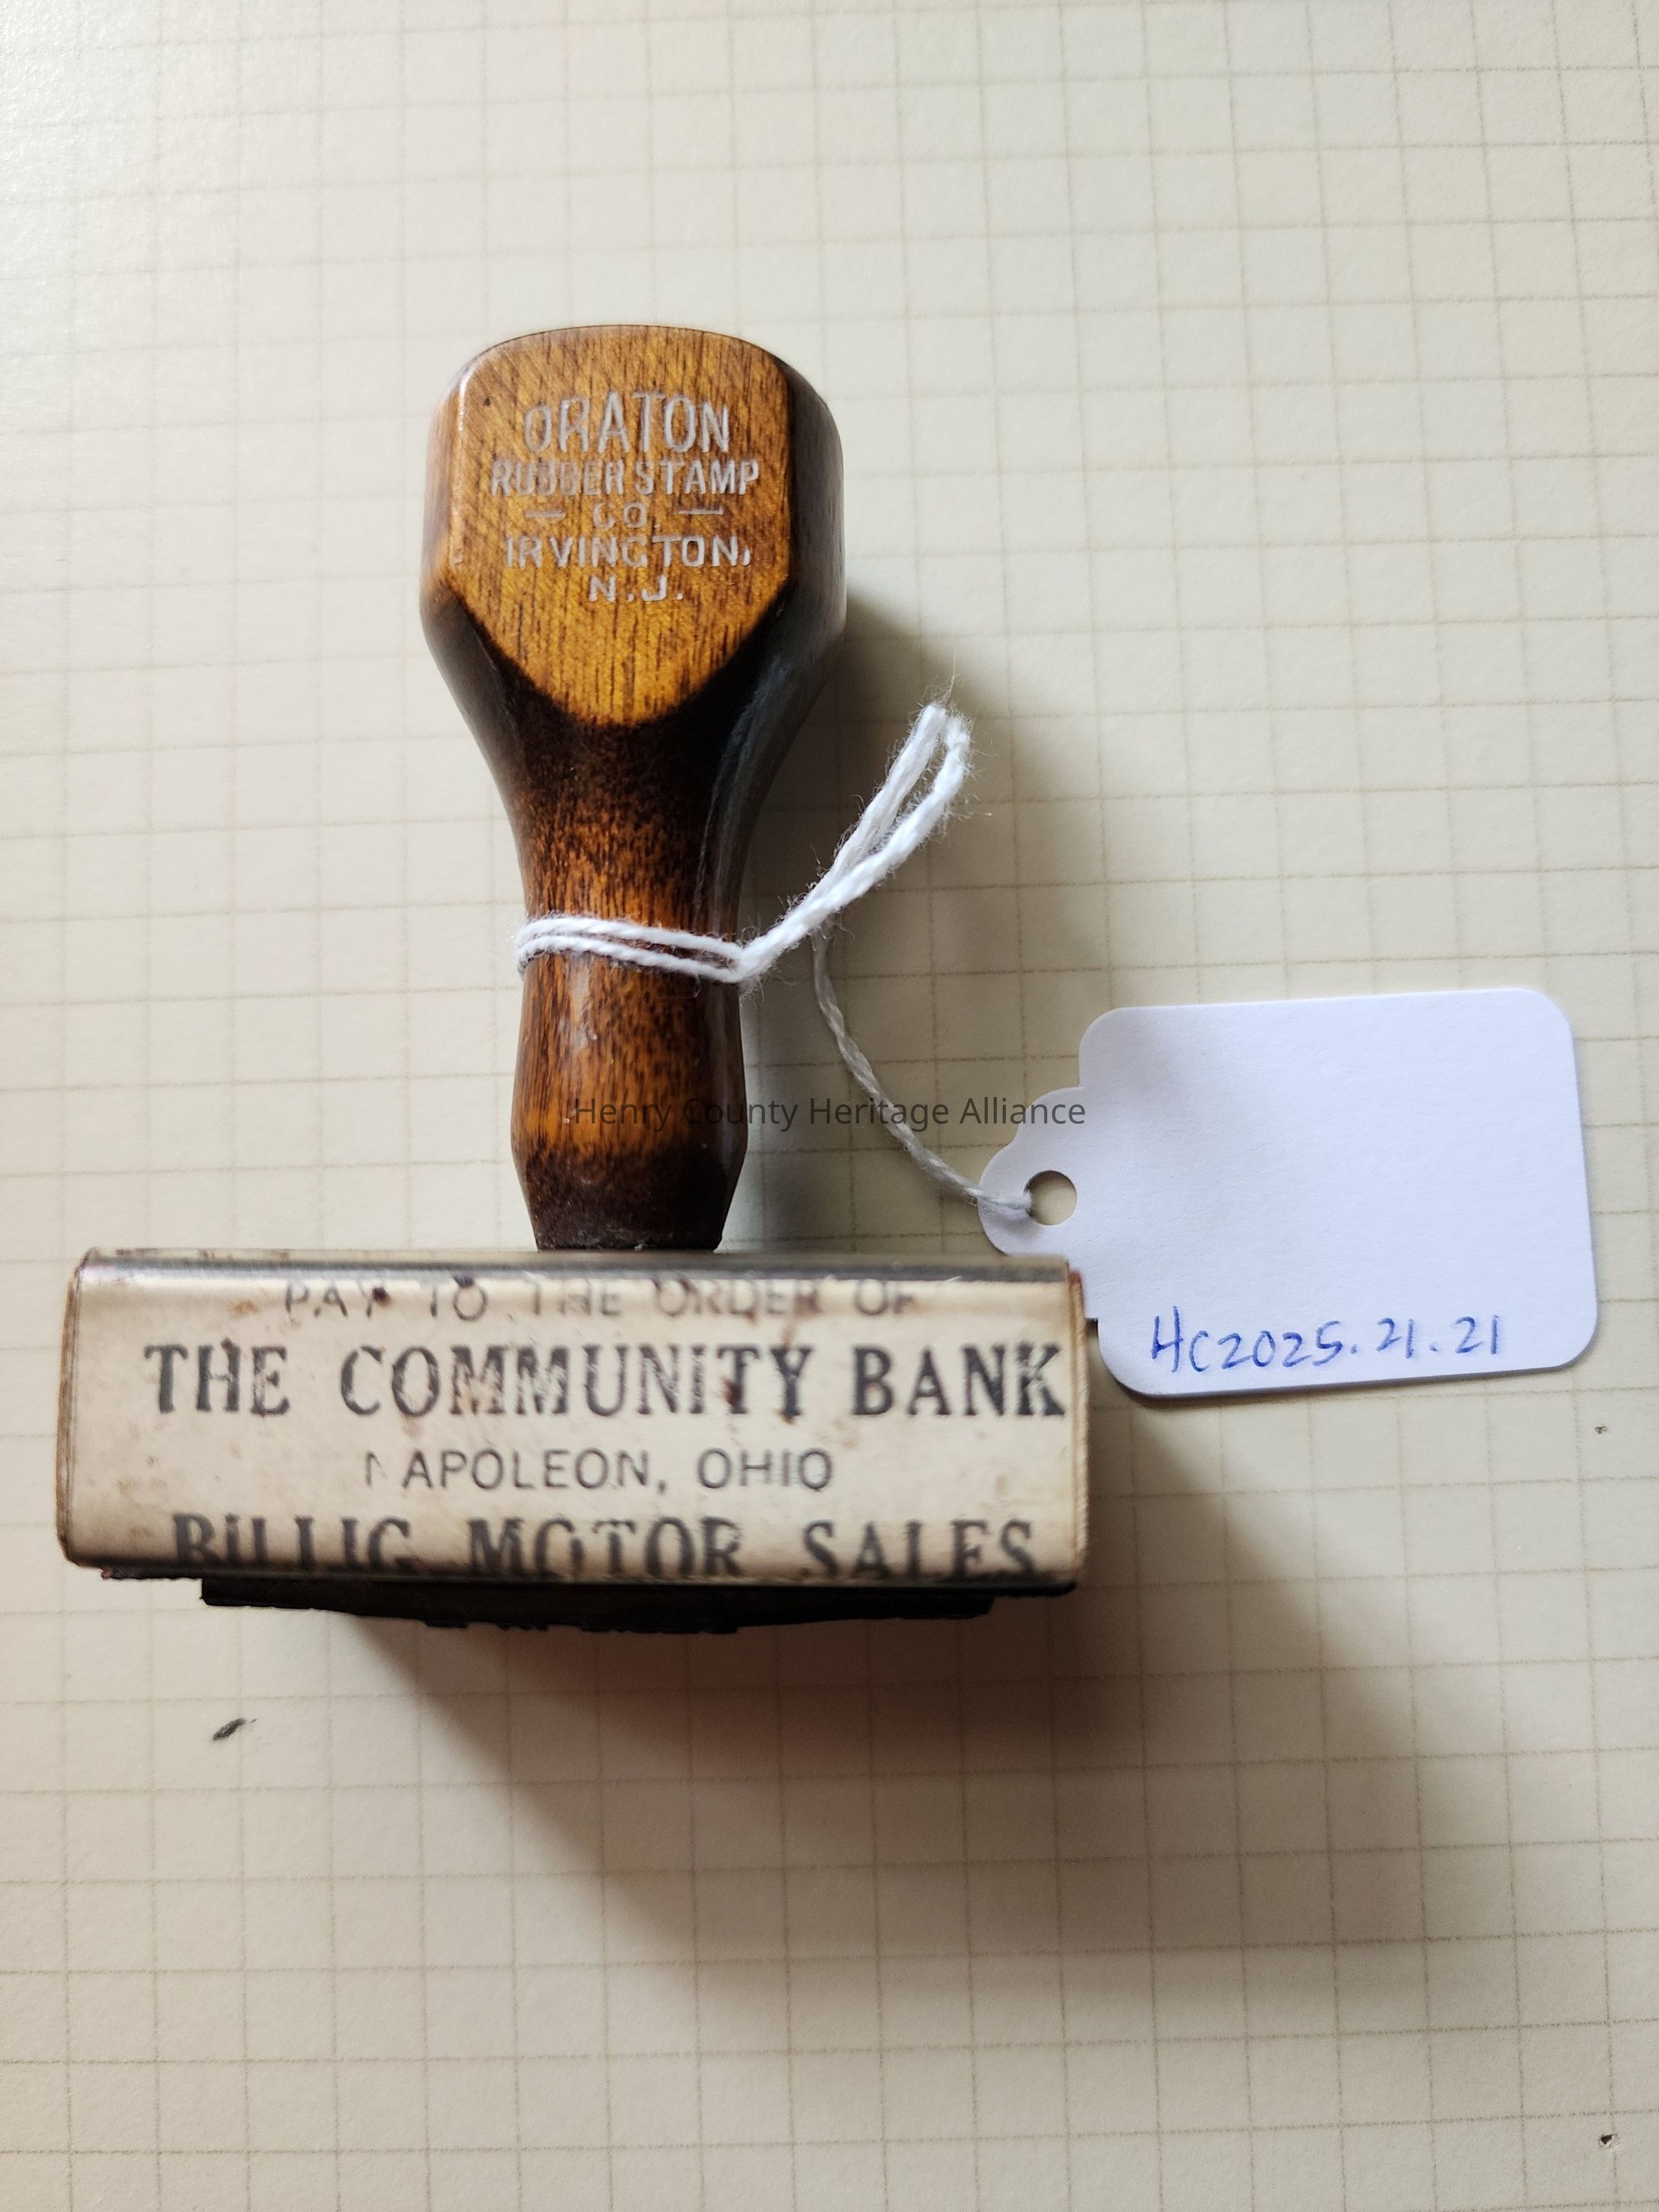 ORATON
RUBBER STAMP
— CO. —
IRVINGTON,
N.J.
Henry County Heritage Alliance
PAY TO THE ORDER OF
THE COMMUNITY BANK
NAPOLEON, OHIO
BILLIG MOTOR SALES
HC2025.21.21